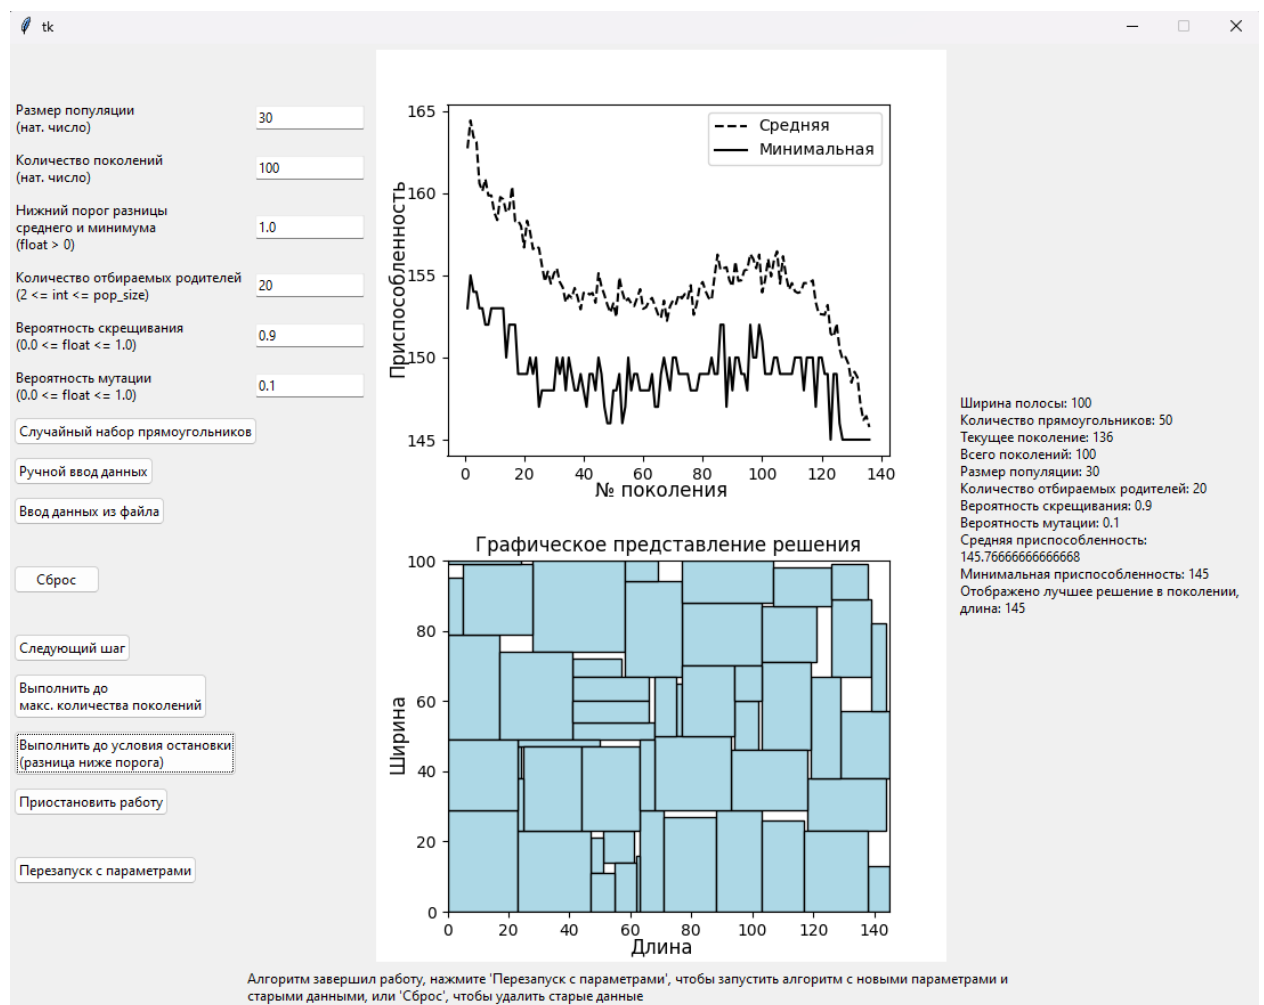 tk
Размер популяции
(нат. число)
30
Количество поколений
(нат. число)
100
Нижний порог разницы
среднего и минимума
(float > 0)
1.0
Количество отбираемых родителей
(2 <= int <= pop_size)
20
Вероятность скрещивания
(0.0 <= float <= 1.0)
0.9
Вероятность мутации
(0.0 <= float <= 1.0)
0.1
Случайный набор прямоугольников
Ручной ввод данных
Ввод данных из файла
Сброс
Следующий шаг
Выполнить до
макс. количества поколений
Выполнить до условия остановки
(разница ниже порога)
Приостановить работу
Перезапуск с параметрами
Средняя
Минимальная
Приспособленность
165
160
155
150
145
0 20 40 60 80 100 120 140
№ поколения
Графическое представление решения
Ширина
100
80
60
40
20
0
0 20 40 60 80 100 120 140
Длина
Ширина полосы: 100
Количество прямоугольников: 50
Текущее поколение: 136
Всего поколений: 100
Размер популяции: 30
Количество отбираемых родителей: 20
Вероятность скрещивания: 0.9
Вероятность мутации: 0.1
Средняя приспособленность:
145.76666666666668
Минимальная приспособленность: 145
Отображено лучшее решение в поколении,
длина: 145
Алгоритм завершил работу, нажмите 'Перезапуск с параметрами', чтобы запустить алгоритм с новыми параметрами и
старыми данными, или 'Сброс', чтобы удалить старые данные